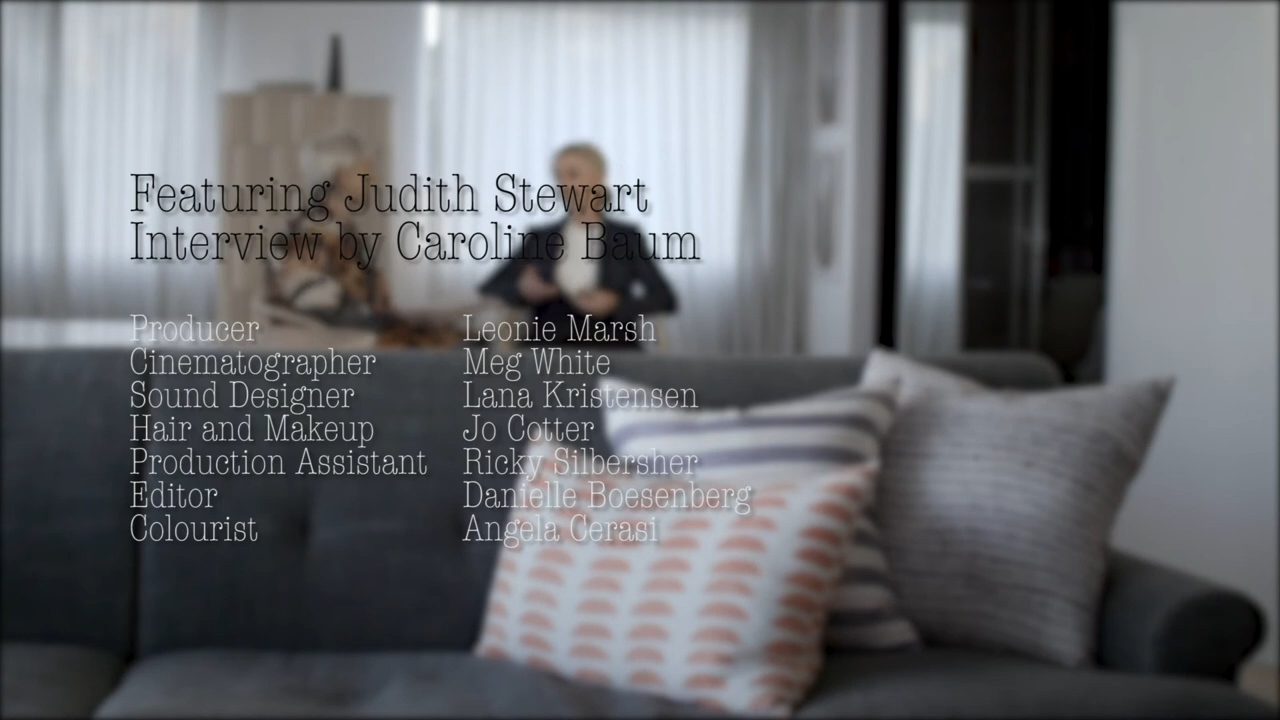 Featuring Judith Stewart
Interview by Caroline Baum
Producer Leonie Marsh
Cinematographer Meg White
Sound Designer Lana Kristensen
Hair and Makeup Jo Cotter
Production Assistant Ricky Silbersher
Editor Danielle Boesenberg
Colourist Angela Cerasi